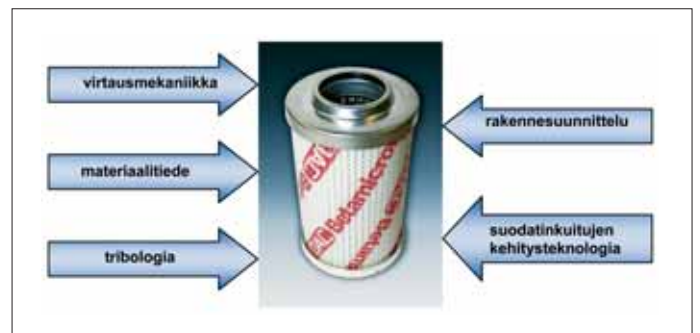 virtausmekaniikka
materiaalitiede
tribologia
Betamicron
rakennesuunnittelu
suodatinkuitujen
kehitysteknologia